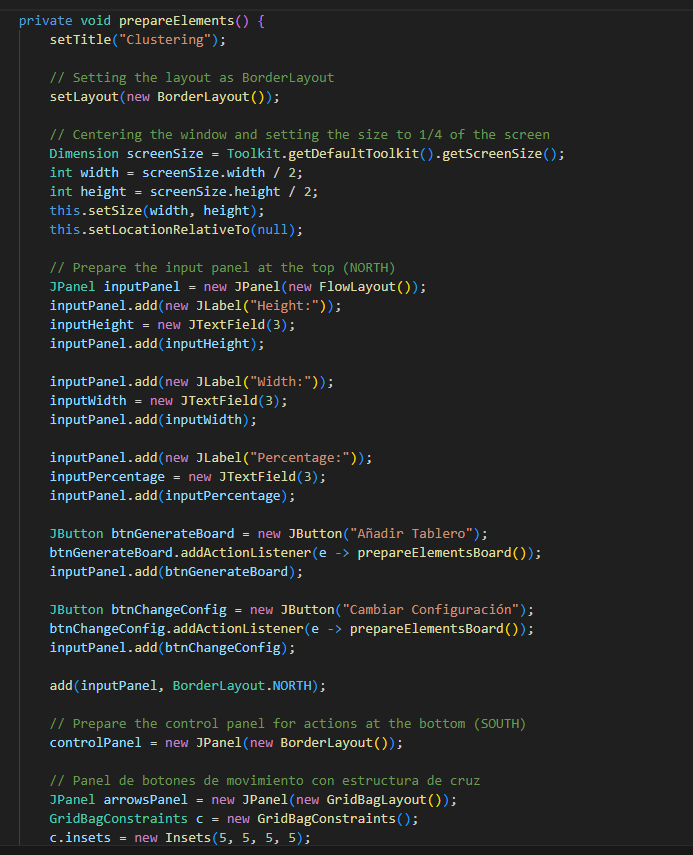 private void prepareElements() {
    setTitle("Clustering");

    // Setting the layout as BorderLayout
    setLayout(new BorderLayout());

    // Centering the window and setting the size to 1/4 of the screen
    Dimension screenSize = Toolkit.getDefaultToolkit().getScreenSize();
    int width = screenSize.width / 2;
    int height = screenSize.height / 2;
    this.setSize(width, height);
    this.setLocationRelativeTo(null);

    // Prepare the input panel at the top (NORTH)
    JPanel inputPanel = new JPanel(new FlowLayout());
    inputPanel.add(new JLabel("Height:"));
    inputHeight = new JTextField(3);
    inputPanel.add(inputHeight);

    inputPanel.add(new JLabel("Width:"));
    inputWidth = new JTextField(3);
    inputPanel.add(inputWidth);

    inputPanel.add(new JLabel("Percentage:"));
    inputPercentage = new JTextField(3);
    inputPanel.add(inputPercentage);

    JButton btnGenerateBoard = new JButton("Añadir Tablero");
    btnGenerateBoard.addActionListener(e -> prepareElementsBoard());
    inputPanel.add(btnGenerateBoard);

    JButton btnChangeConfig = new JButton("Cambiar Configuración");
    btnChangeConfig.addActionListener(e -> prepareElementsBoard());
    inputPanel.add(btnChangeConfig);

    add(inputPanel, BorderLayout.NORTH);

    // Prepare the control panel for actions at the bottom (SOUTH)
    controlPanel = new JPanel(new BorderLayout());

    // Panel de botones de movimiento con estructura de cruz
    JPanel arrowsPanel = new JPanel(new GridBagLayout());
    GridBagConstraints c = new GridBagConstraints();
    c.insets = new Insets(5, 5, 5, 5);